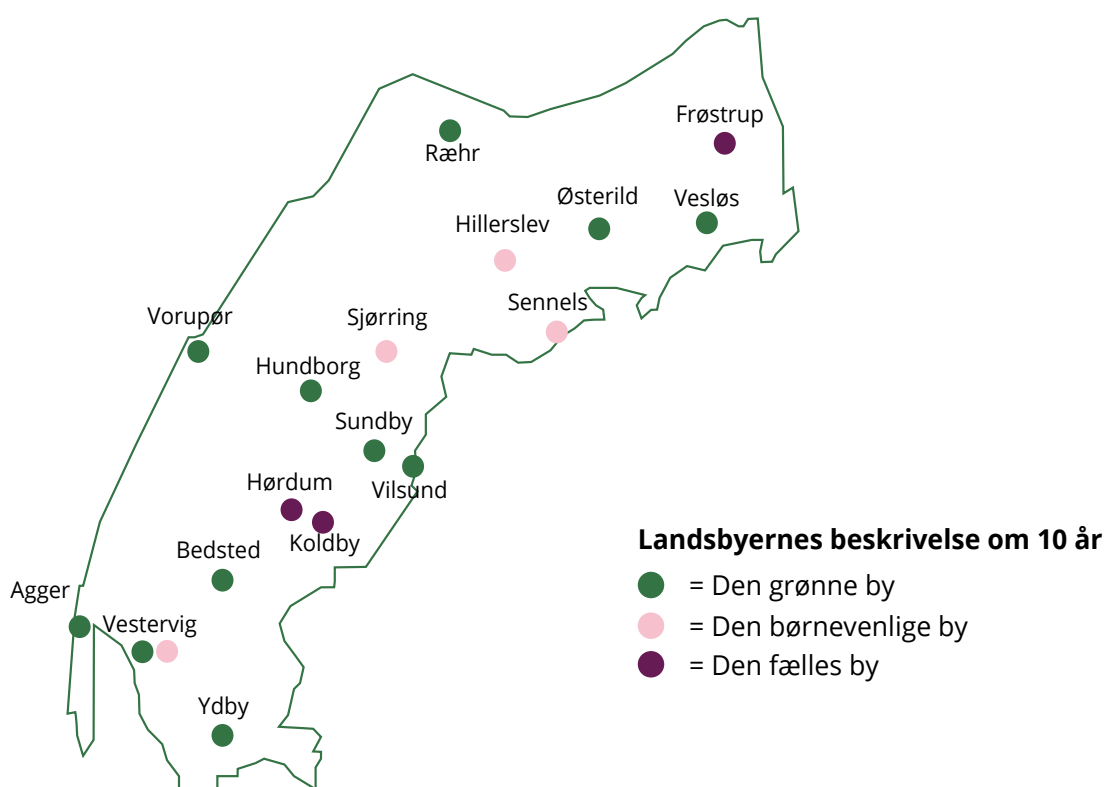 Frøstrup
Ræhr
Østerild
Vesløs
Hillerslev
Sennels
Vorupør
Sjørring
Hundborg
Sundby
Hørdum
Vilsund
Koldby
Bedsted
Agger
Vestervig
Ydby
Landsbyernes beskrivelse om 10 år
= Den grønne by
= Den børnevenlige by
= Den fælles by